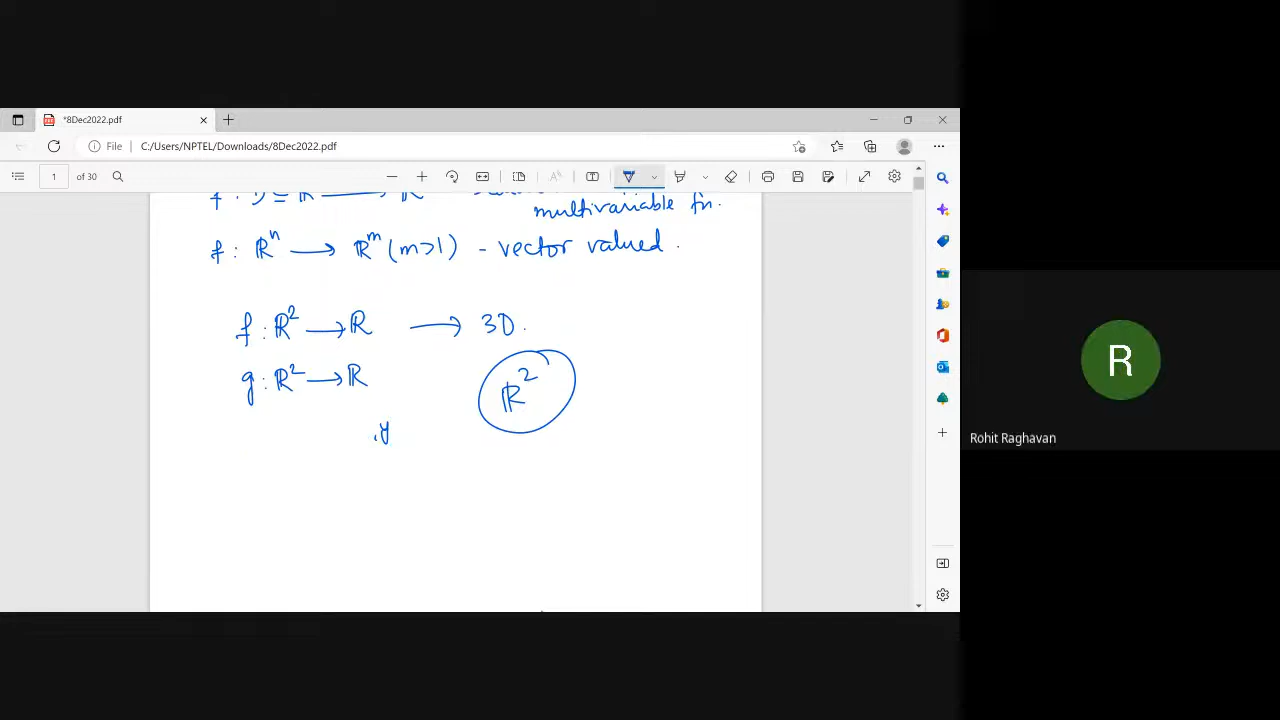 *8Dec2022.pdf
File C:/Users/NPTEL/Downloads/8Dec2022.pdf
1 of 30
multivariable fn.
f : ℝⁿ ⟶ ℝᵐ (m>1) - vector valued .
f : ℝ² ⟶ ℝ ⟶ 3D.
g : ℝ² ⟶ ℝ ℝ²
R
Rohit Raghavan